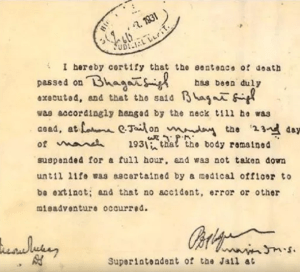 1931
I hereby certify that the sentence of death
passed on Bhagat Singh has been duly
executed, and that the said Bhagat Singh
was accordingly hanged by the neck till he was
dead, at Lahore C. Jail on Monday the 23rd day
of March 1931 at 7 P.M. that the body remained
suspended for a full hour, and was not taken down
until life was ascertained by a medical officer to
be extinct; and that no accident, error or other
misadventure occurred.
Major I.M.S.
Superintendent of the Jail at